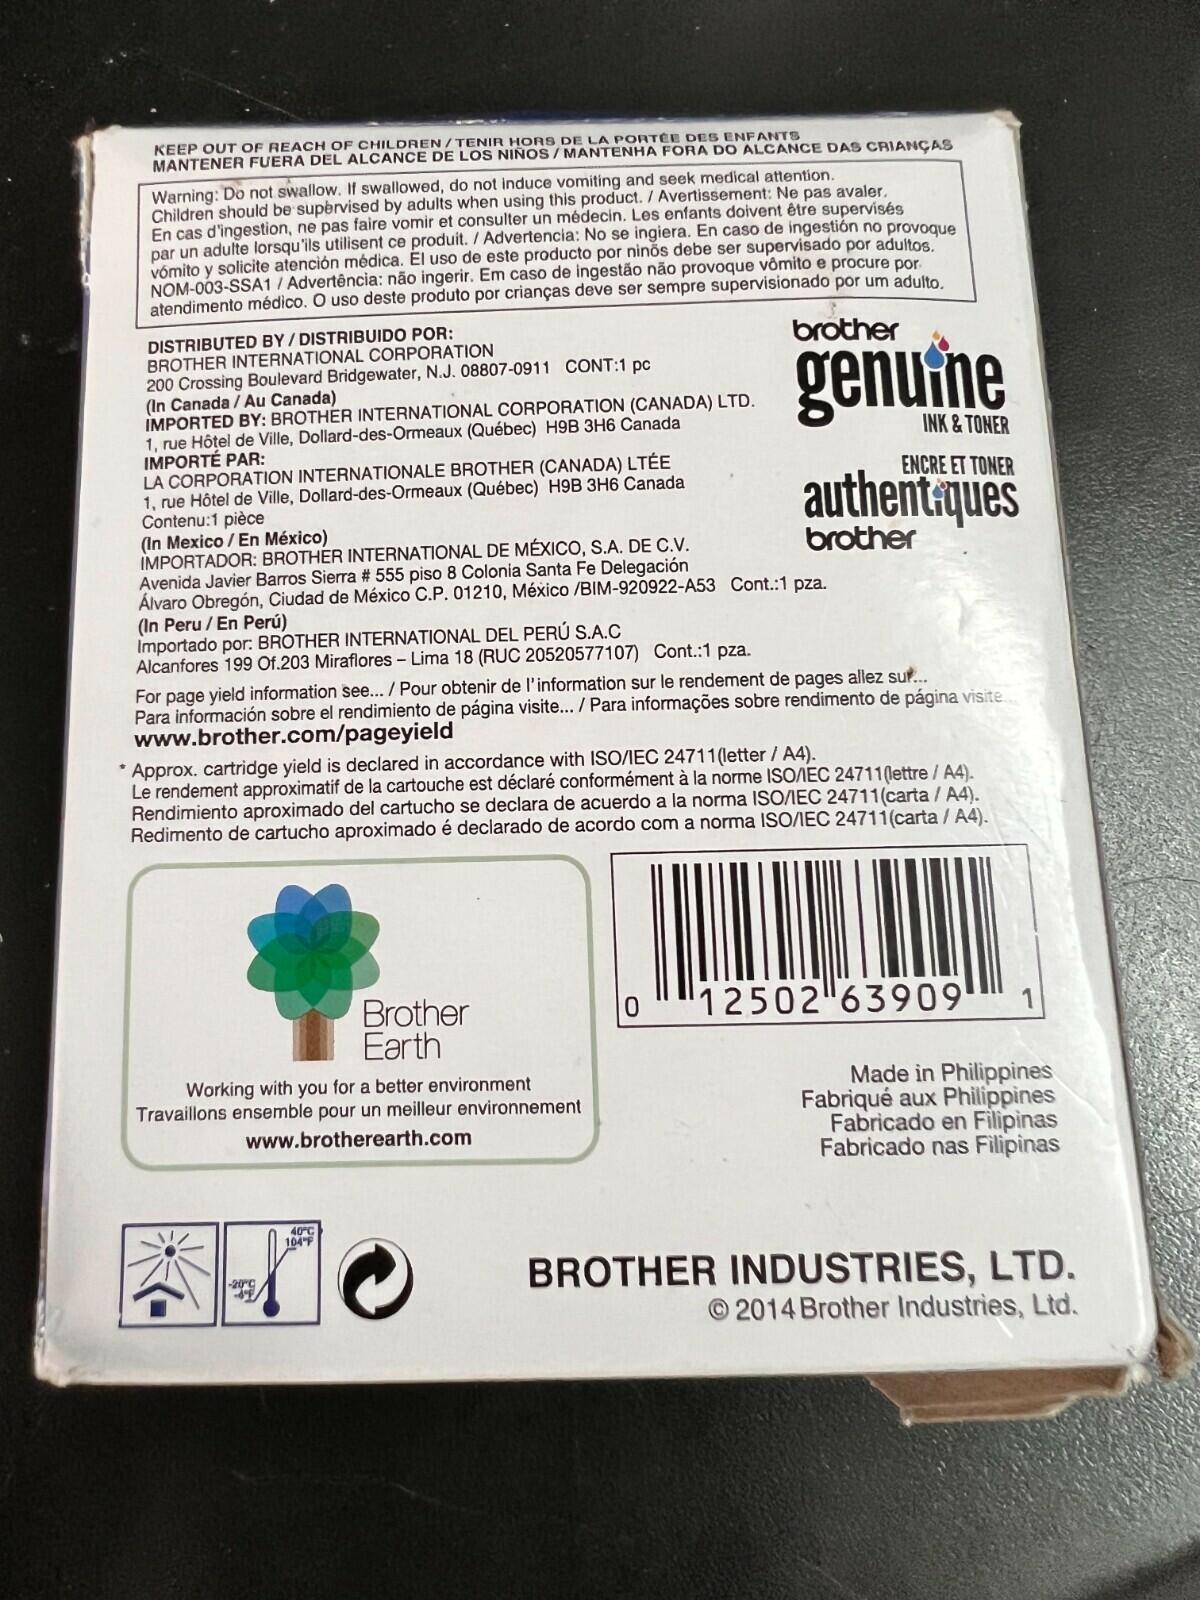 KEEP OUT OF REACH OF CHILDREN / TENIR HORS DE LA PORTÉE DES ENFANTS
MANTENER FUERA DEL ALCANCE DE LOS NIÑOS / MANTENHA FORA DO ALCANCE DAS CRIANÇAS
Warning: Do not swallow. If swallowed, do not induce vomiting and seek medical attention.
Children should be supervised by adults when using this product. / Avertissement: Ne pas avaler.
En cas d'ingestion, ne pas faire vomir et consulter un médecin. Les enfants doivent être supervisés
par un adulte lorsqu'ils utilisent ce produit. / Advertencia: No se ingiera. En caso de ingestión no provoque
vómito y solicite atención médica. El uso de este producto por niños debe ser supervisado por adultos.
NOM-003-SSA1 / Advertência: não ingerir. Em caso de ingestão não provoque vômito e procure por
atendimento médico. O uso deste produto por crianças deve ser sempre supervisionado por um adulto.
DISTRIBUTED BY / DISTRIBUIDO POR:
BROTHER INTERNATIONAL CORPORATION
200 Crossing Boulevard Bridgewater, N.J. 08807-0911 CONT:1 pc
(In Canada / Au Canada)
IMPORTED BY: BROTHER INTERNATIONAL CORPORATION (CANADA) LTD.
1, rue Hôtel de Ville, Dollard-des-Ormeaux (Québec) H9B 3H6 Canada
IMPORTÉ PAR:
LA CORPORATION INTERNATIONALE BROTHER (CANADA) LTÉE
1, rue Hôtel de Ville, Dollard-des-Ormeaux (Québec) H9B 3H6 Canada
Contenu:1 pièce
(In Mexico / En México)
IMPORTADOR: BROTHER INTERNATIONAL DE MÉXICO, S.A. DE C.V.
Avenida Javier Barros Sierra # 555 piso 8 Colonia Santa Fe Delegación
Álvaro Obregón, Ciudad de México C.P. 01210, México /BIM-920922-A53 Cont.:1 pza.
(In Peru / En Perú)
Importado por: BROTHER INTERNATIONAL DEL PERÚ S.A.C
Alcanfores 199 Of.203 Miraflores – Lima 18 (RUC 20520577107) Cont.:1 pza.
brother
genuine
INK & TONER
ENCRE ET TONER
authentiques
brother
For page yield information see... / Pour obtenir de l'information sur le rendement de pages allez sur...
Para información sobre el rendimiento de página visite... / Para informações sobre rendimento de página visite...
www.brother.com/pageyield
* Approx. cartridge yield is declared in accordance with ISO/IEC 24711(letter / A4).
Le rendement approximatif de la cartouche est déclaré conformément à la norme ISO/IEC 24711(lettre / A4).
Rendimiento aproximado del cartucho se declara de acuerdo a la norma ISO/IEC 24711(carta / A4).
Redimento de cartucho aproximado é declarado de acordo com a norma ISO/IEC 24711(carta / A4).
Brother
Earth
Working with you for a better environment
Travaillons ensemble pour un meilleur environnement
www.brotherearth.com
0 12502 63909 1
Made in Philippines
Fabriqué aux Philippines
Fabricado en Filipinas
Fabricado nas Filipinas
40°C
104°F
-20°C
-4°F
BROTHER INDUSTRIES, LTD.
© 2014 Brother Industries, Ltd.